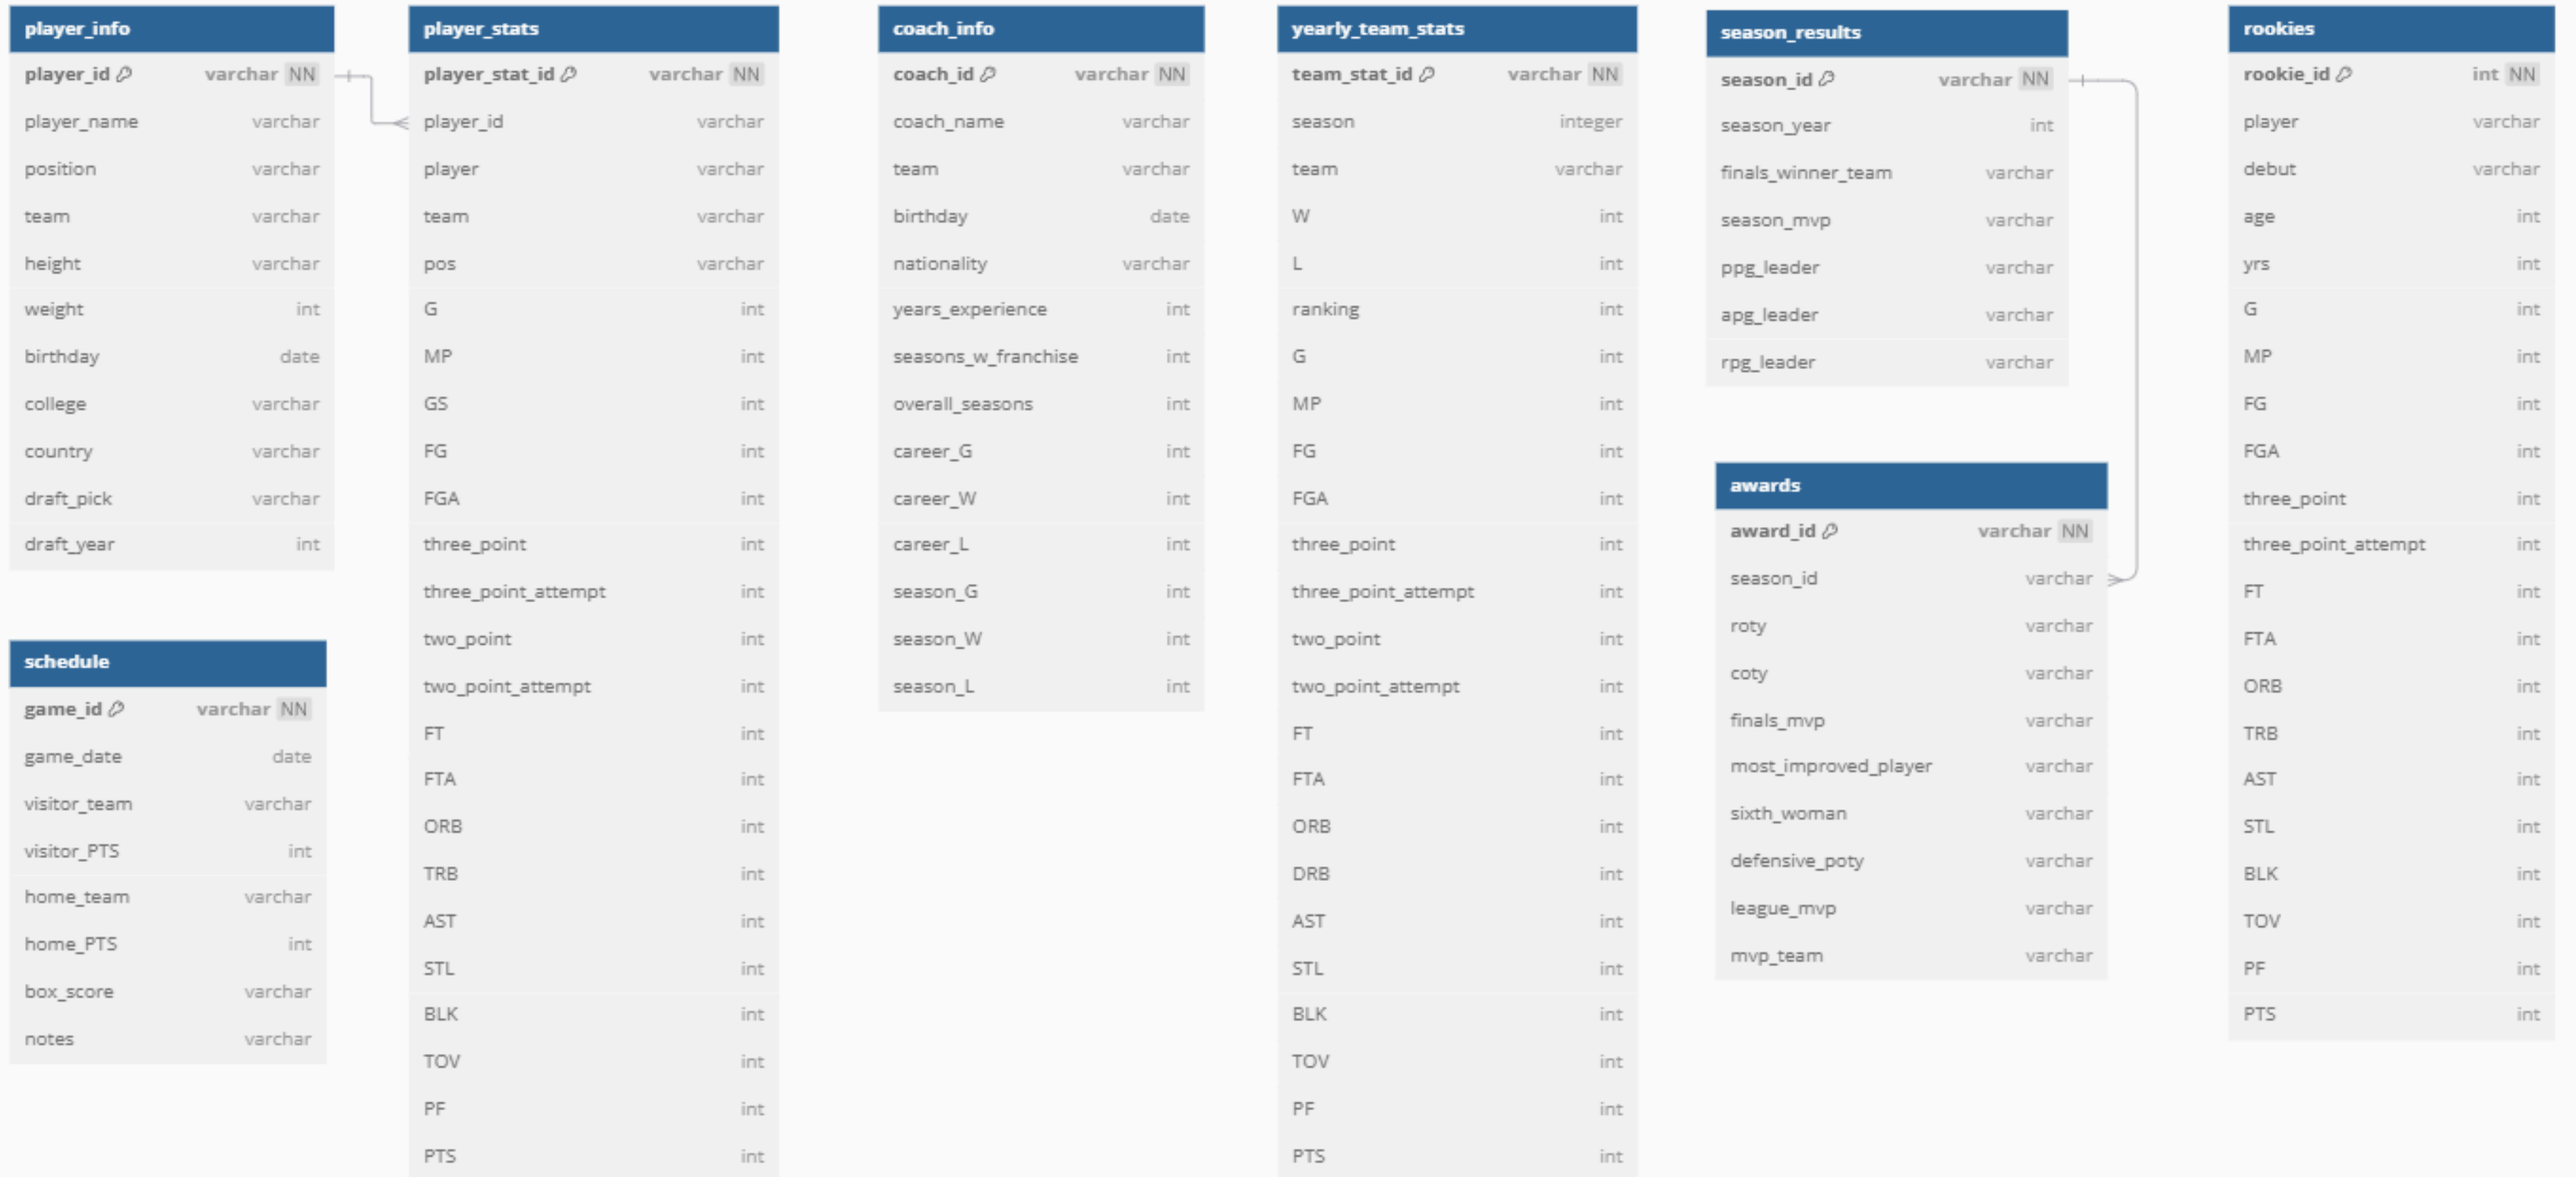 player_info
player_id varchar NN
player_name varchar
position varchar
team varchar
height varchar
weight int
birthday date
college varchar
country varchar
draft_pick varchar
draft_year int
schedule
game_id varchar NN
game_date date
visitor_team varchar
visitor_PTS int
home_team varchar
home_PTS int
box_score varchar
notes varchar
player_stats
player_stat_id varchar NN
player_id varchar
player varchar
team varchar
pos varchar
G int
MP int
GS int
FG int
FGA int
three_point int
three_point_attempt int
two_point int
two_point_attempt int
FT int
FTA int
ORB int
TRB int
AST int
STL int
BLK int
TOV int
PF int
PTS int
coach_info
coach_id varchar NN
coach_name varchar
team varchar
birthday date
nationality varchar
years_experience int
seasons_w_franchise int
overall_seasons int
career_G int
career_W int
career_L int
season_G int
season_W int
season_L int
yearly_team_stats
team_stat_id varchar NN
season integer
team varchar
W int
L int
ranking int
G int
MP int
FG int
FGA int
three_point int
three_point_attempt int
two_point int
two_point_attempt int
FT int
FTA int
ORB int
DRB int
AST int
STL int
BLK int
TOV int
PF int
PTS int
season_results
season_id varchar NN
season_year int
finals_winner_team varchar
season_mvp varchar
ppg_leader varchar
apg_leader varchar
rpg_leader varchar
awards
award_id varchar NN
season_id varchar
roty varchar
coty varchar
finals_mvp varchar
most_improved_player varchar
sixth_woman varchar
defensive_poty varchar
league_mvp varchar
mvp_team varchar
rookies
rookie_id int NN
player varchar
debut varchar
age int
yrs int
G int
MP int
FG int
FGA int
three_point int
three_point_attempt int
FT int
FTA int
ORB int
TRB int
AST int
STL int
BLK int
TOV int
PF int
PTS int